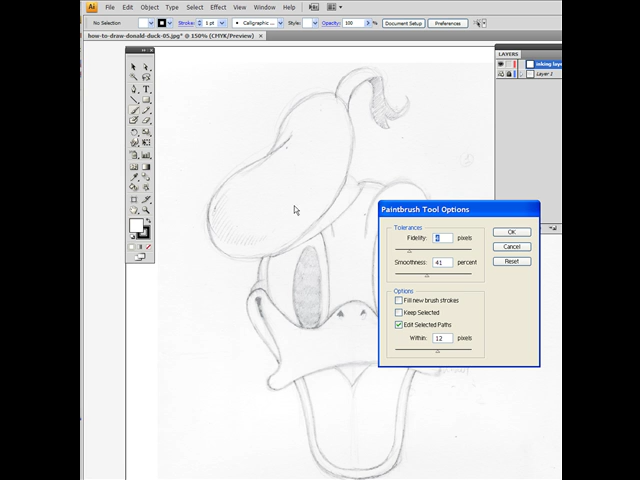 Ai File Edit Object Type Select Effect View Window Help
No Selection Stroke: 1 pt Calligraphic ... Style: Opacity: 100 Document Setup Preferences
how-to-draw-donald-duck-05.jpg* @ 150% (CMYK/Preview)
LAYERS
inking laye
Layer 1
Paintbrush Tool Options
Tolerances
Fidelity: 4 pixels
Smoothness: 41 percent
Options
Fill new brush strokes
Keep Selected
Edit Selected Paths
Within: 12 pixels
OK
Cancel
Reset